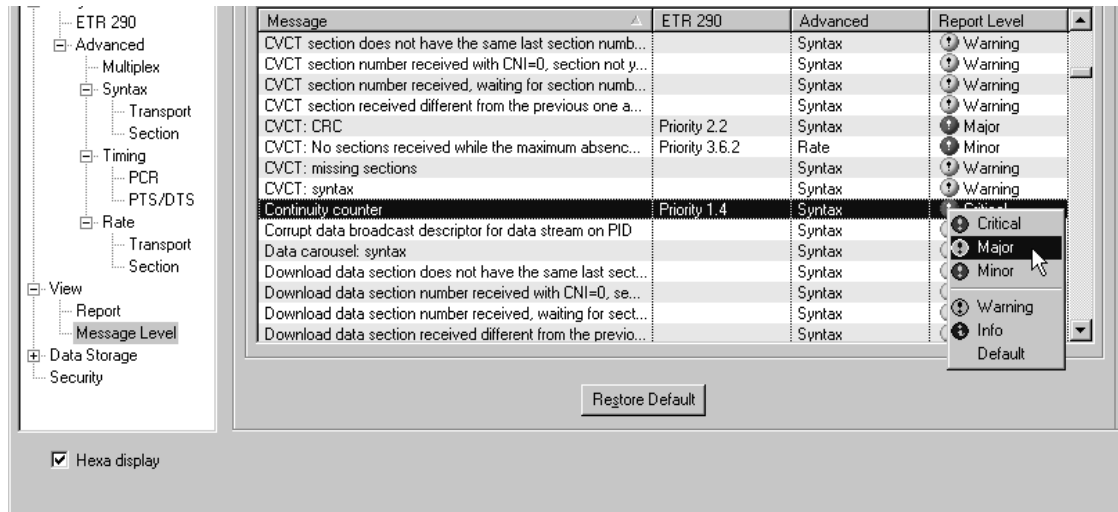 ETR 290
Advanced
Multiplex
Syntax
Transport
Section
Timing
PCR
PTS/DTS
Rate
Transport
Section
View
Report
Message Level
Data Storage
Security
Message ETR 290 Advanced Report Level
CVCT section does not have the same last section numb... Syntax Warning
CVCT section number received with CNI=0, section not y... Syntax Warning
CVCT section number received, waiting for section numb... Syntax Warning
CVCT section received different from the previous one a... Syntax Warning
CVCT: CRC Priority 2.2 Syntax Major
CVCT: No sections received while the maximum absenc... Priority 3.6.2 Rate Minor
CVCT: missing sections Syntax Warning
CVCT: syntax Syntax Warning
Continuity counter Priority 1.4 Syntax
Corrupt data broadcast descriptor for data stream on PID Syntax
Data carousel: syntax Syntax
Download data section does not have the same last sect... Syntax
Download data section number received with CNI=0, se... Syntax
Download data section number received, waiting for sect... Syntax
Download data section received different from the previo... Syntax
Critical
Major
Minor
Warning
Info
Default
Restore Default
Hexa display